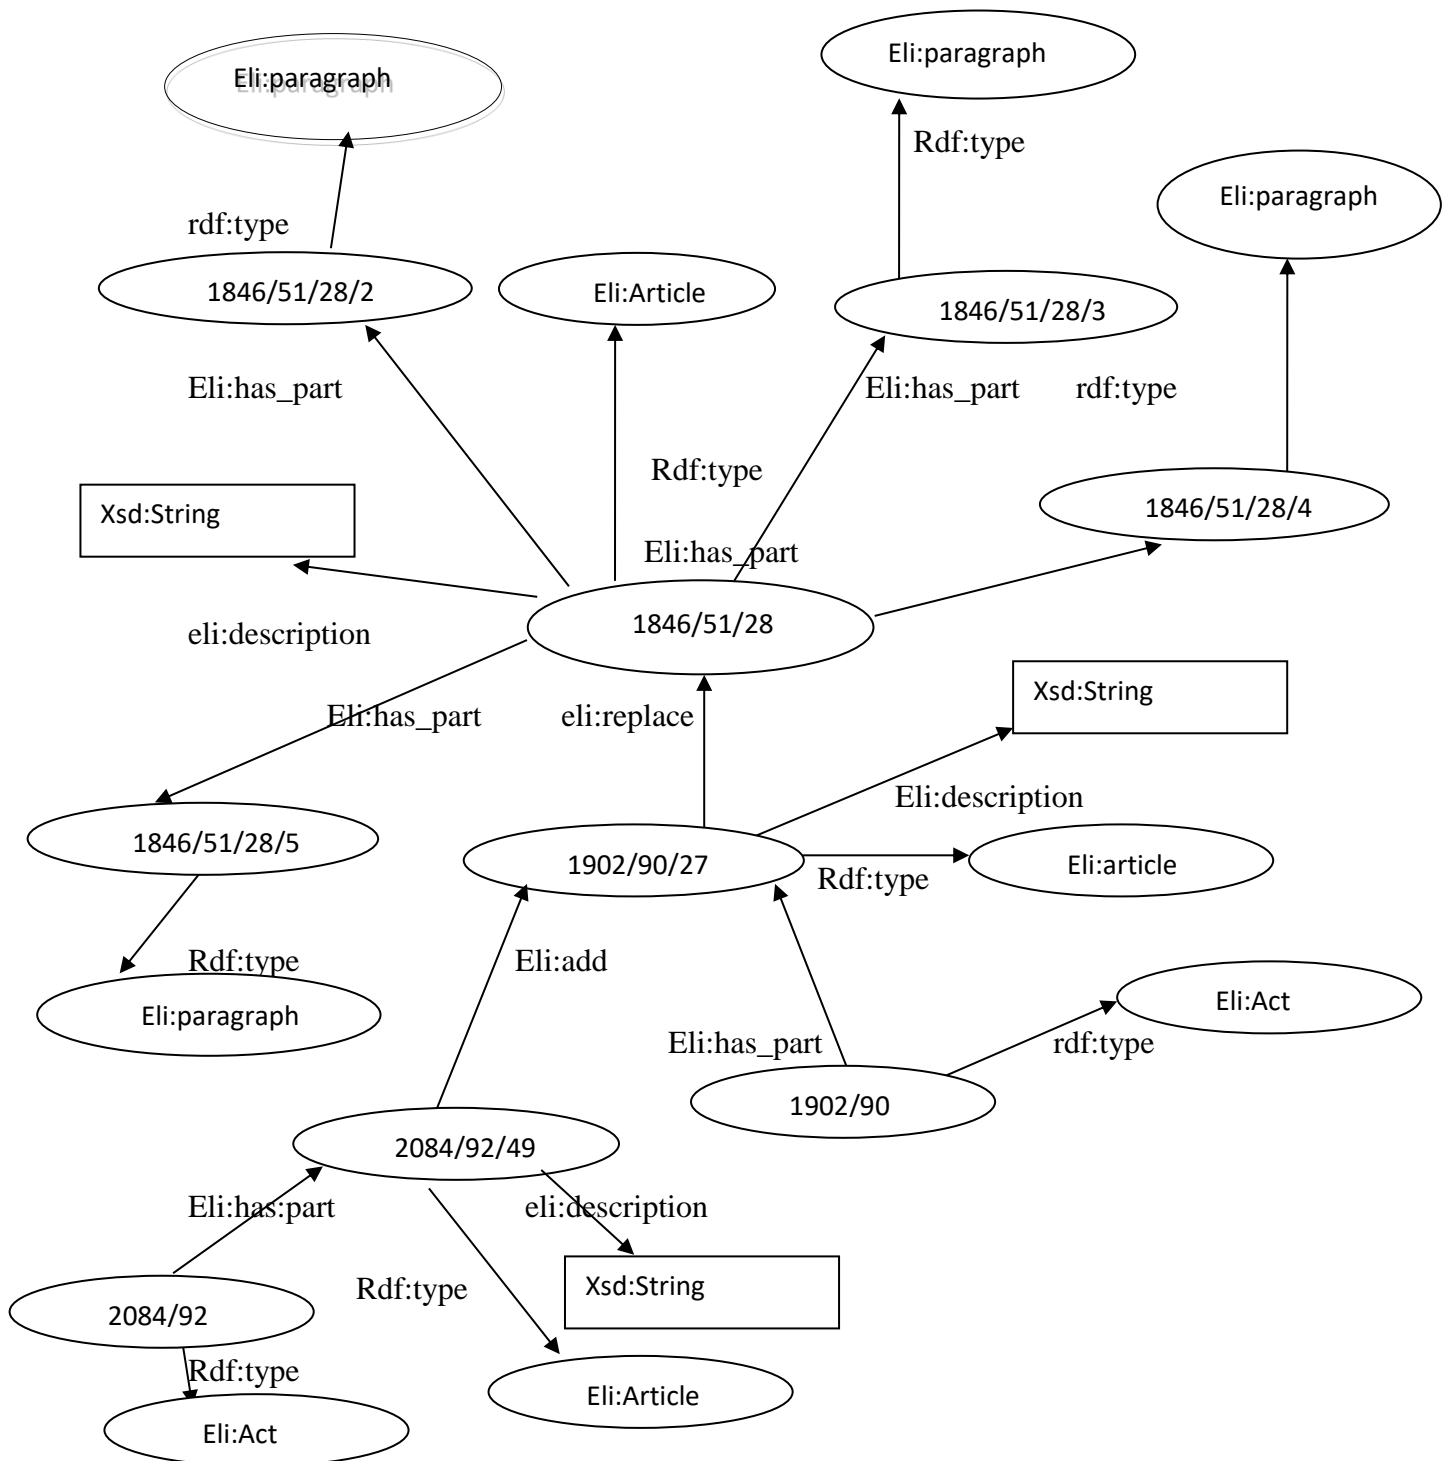 Eli:paragraph
Eli:paragraph
Rdf:type
Eli:paragraph
rdf:type
1846/51/28/2
Eli:Article
1846/51/28/3
Eli:has_part
Eli:has_part
rdf:type
Rdf:type
Xsd:String
1846/51/28/4
Eli:has_part
1846/51/28
eli:description
Xsd:String
Eli:has_part
eli:replace
Eli:description
1846/51/28/5
1902/90/27
Eli:article
Rdf:type
Rdf:type
Eli:add
Eli:paragraph
Eli:Act
Eli:has_part
rdf:type
1902/90
2084/92/49
Eli:has:part
eli:description
Rdf:type
Xsd:String
2084/92
Rdf:type
Eli:Article
Eli:Act